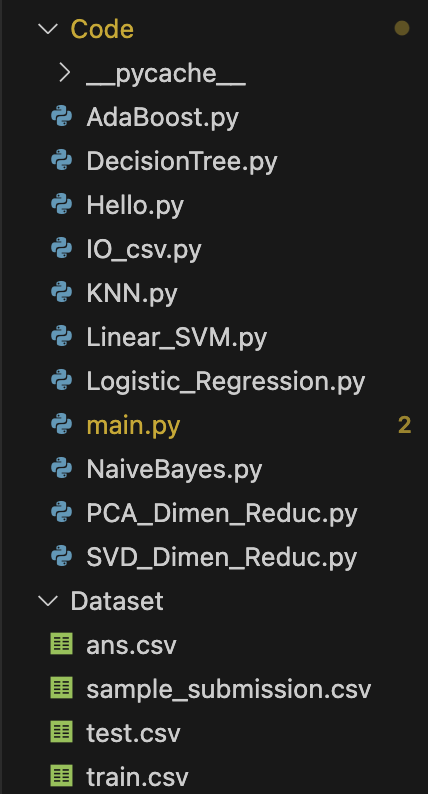 Code
__pycache__
AdaBoost.py
DecisionTree.py
Hello.py
IO_csv.py
KNN.py
Linear_SVM.py
Logistic_Regression.py
main.py 2
NaiveBayes.py
PCA_Dimen_Reduc.py
SVD_Dimen_Reduc.py
Dataset
ans.csv
sample_submission.csv
test.csv
train.csv